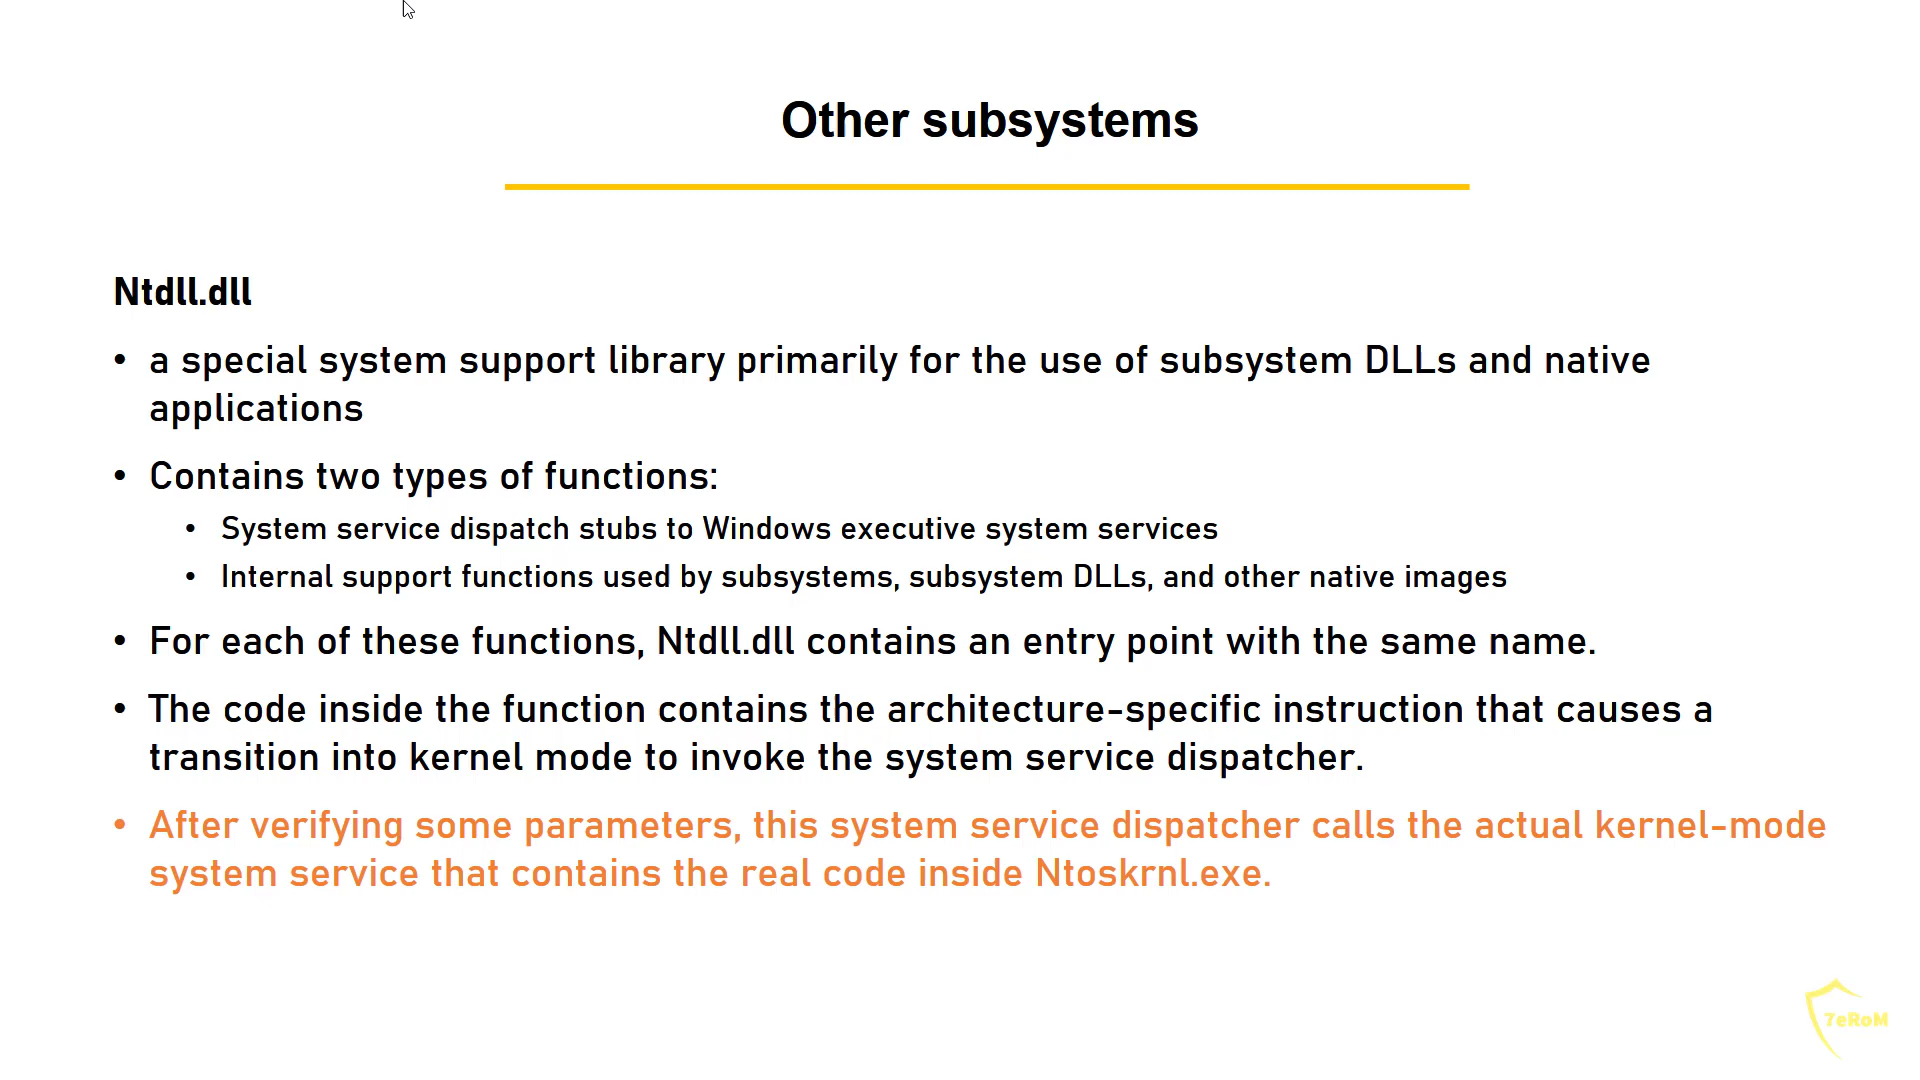 Other subsystems
Ntdll.dll
• a special system support library primarily for the use of subsystem DLLs and native
applications
• Contains two types of functions:
• System service dispatch stubs to Windows executive system services
• Internal support functions used by subsystems, subsystem DLLs, and other native images
• For each of these functions, Ntdll.dll contains an entry point with the same name.
• The code inside the function contains the architecture-specific instruction that causes a
transition into kernel mode to invoke the system service dispatcher.
• After verifying some parameters, this system service dispatcher calls the actual kernel-mode
system service that contains the real code inside Ntoskrnl.exe.
7eRoM